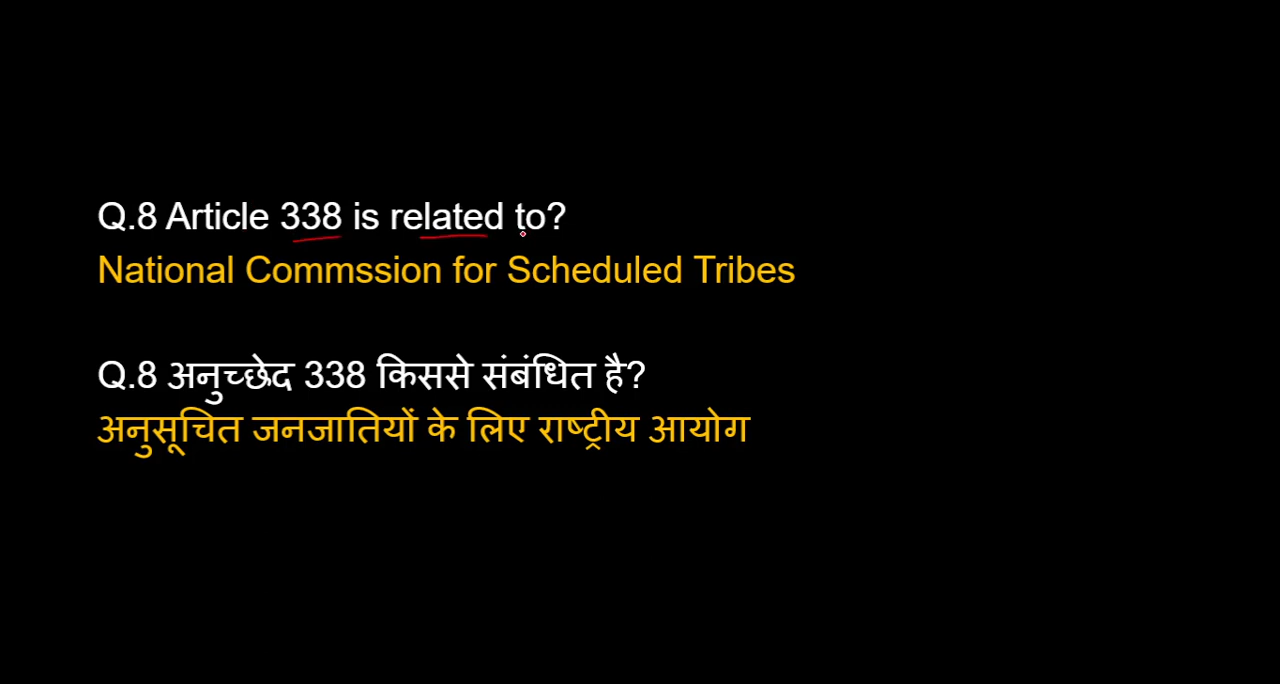 Q.8 Article 338 is related to?
National Commssion for Scheduled Tribes
Q.8 अनुच्छेद 338 किससे संबंधित है?
अनुसूचित जनजातियों के लिए राष्ट्रीय आयोग